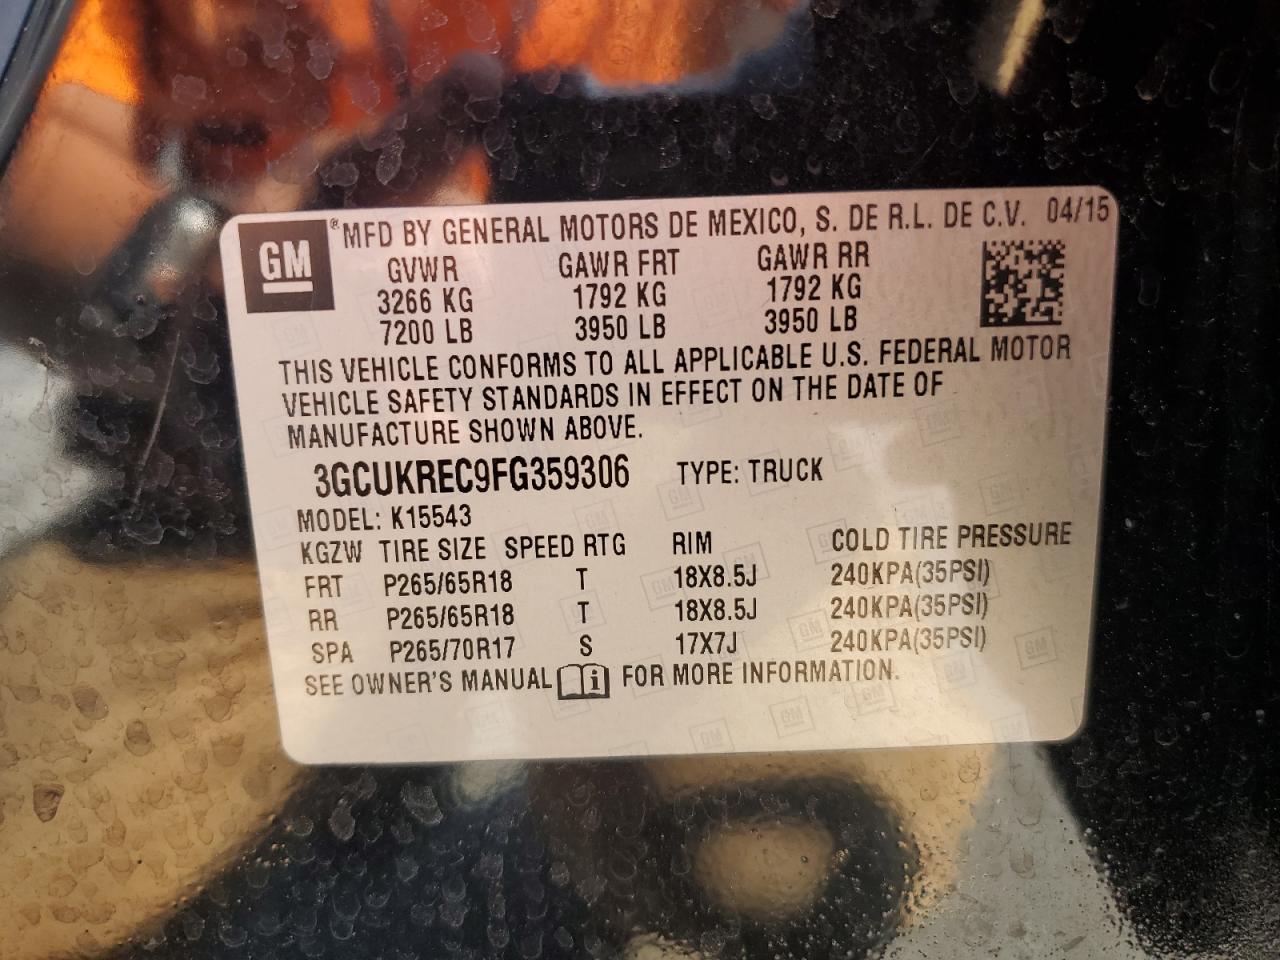 GM ® MFD BY GENERAL MOTORS DE MEXICO, S. DE R.L. DE C.V. 04/15
GVWR GAWR FRT GAWR RR
3266 KG 1792 KG 1792 KG
7200 LB 3950 LB 3950 LB
THIS VEHICLE CONFORMS TO ALL APPLICABLE U.S. FEDERAL MOTOR
VEHICLE SAFETY STANDARDS IN EFFECT ON THE DATE OF
MANUFACTURE SHOWN ABOVE.
3GCUKREC9FG359306 TYPE: TRUCK
MODEL: K15543
KGZW TIRE SIZE SPEED RTG RIM COLD TIRE PRESSURE
FRT P265/65R18 T 18X8.5J 240KPA(35PSI)
RR P265/65R18 T 18X8.5J 240KPA(35PSI)
SPA P265/70R17 S 17X7J 240KPA(35PSI)
SEE OWNER'S MANUAL i FOR MORE INFORMATION.